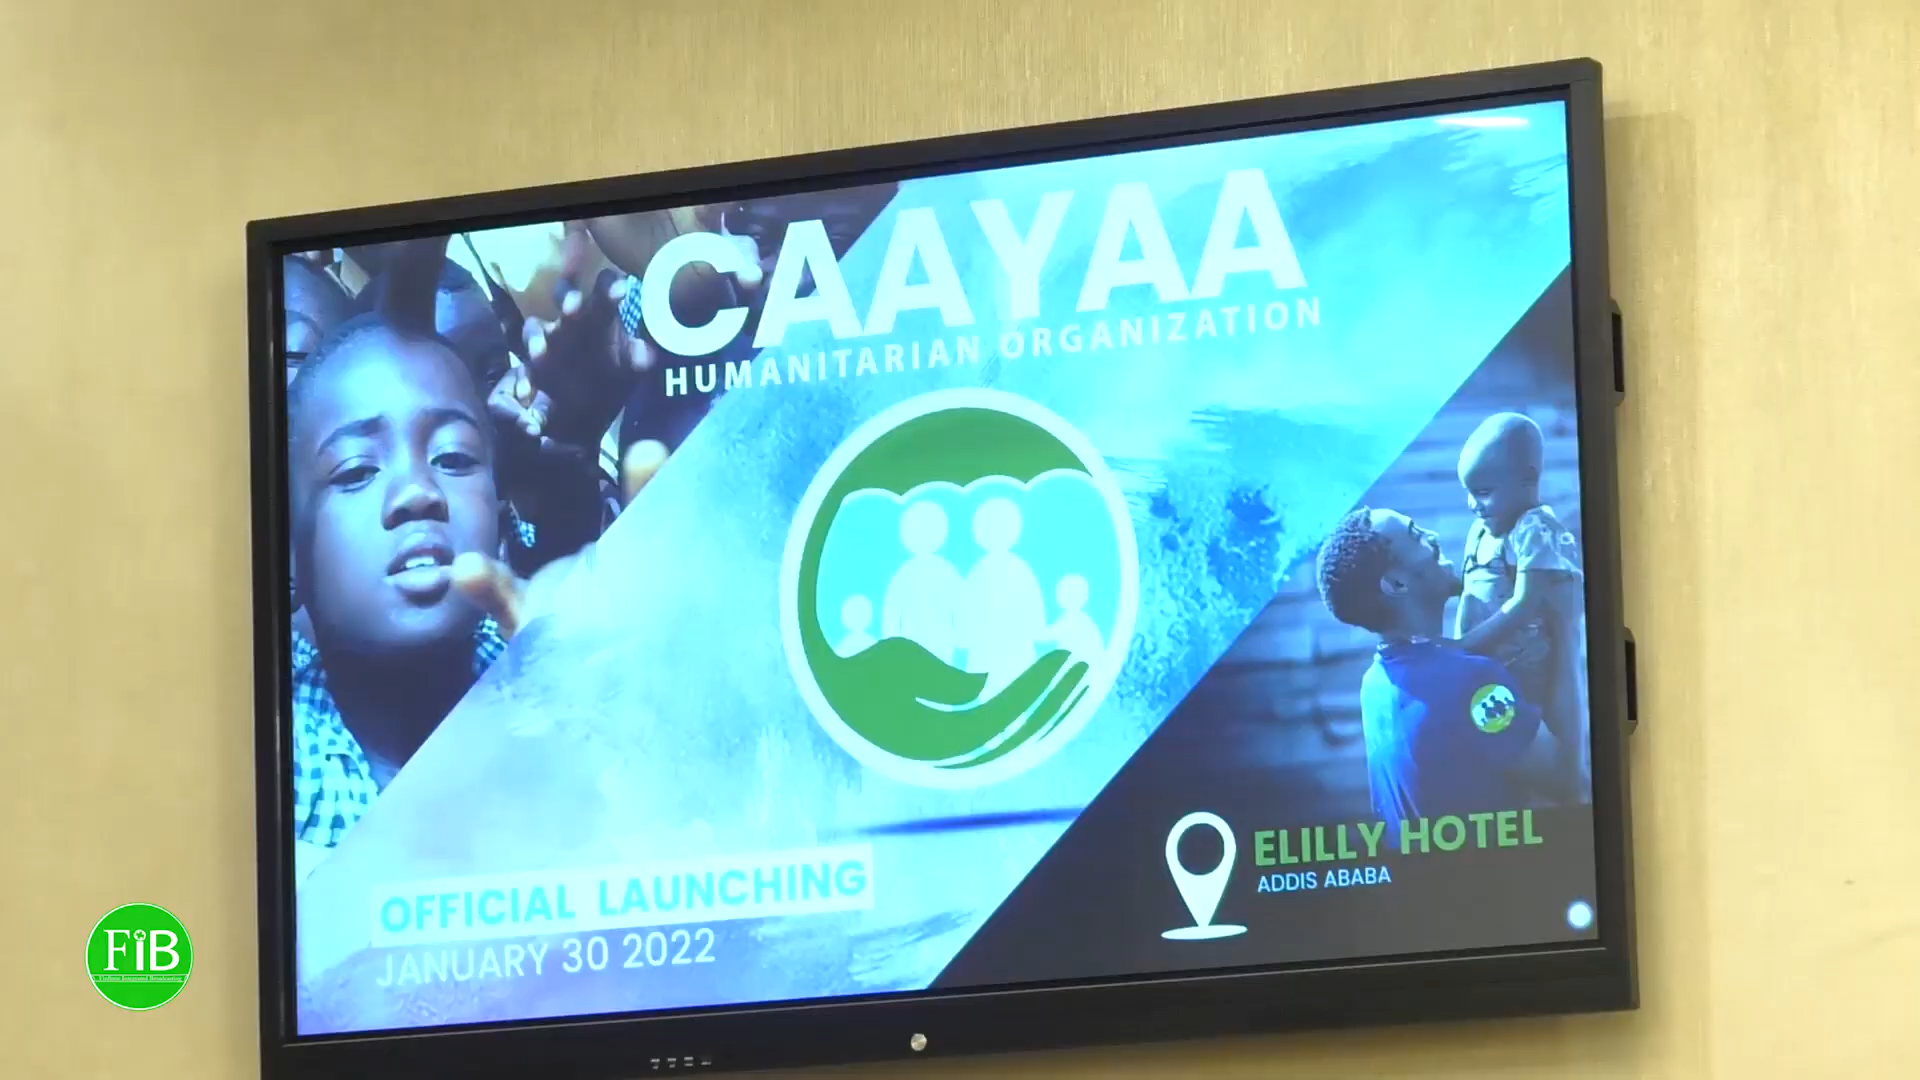 CAAYAA
HUMANITARIAN ORGANIZATION
OFFICIAL LAUNCHING
JANUARY 30 2022
ELILLY HOTEL
ADDIS ABABA
FiB